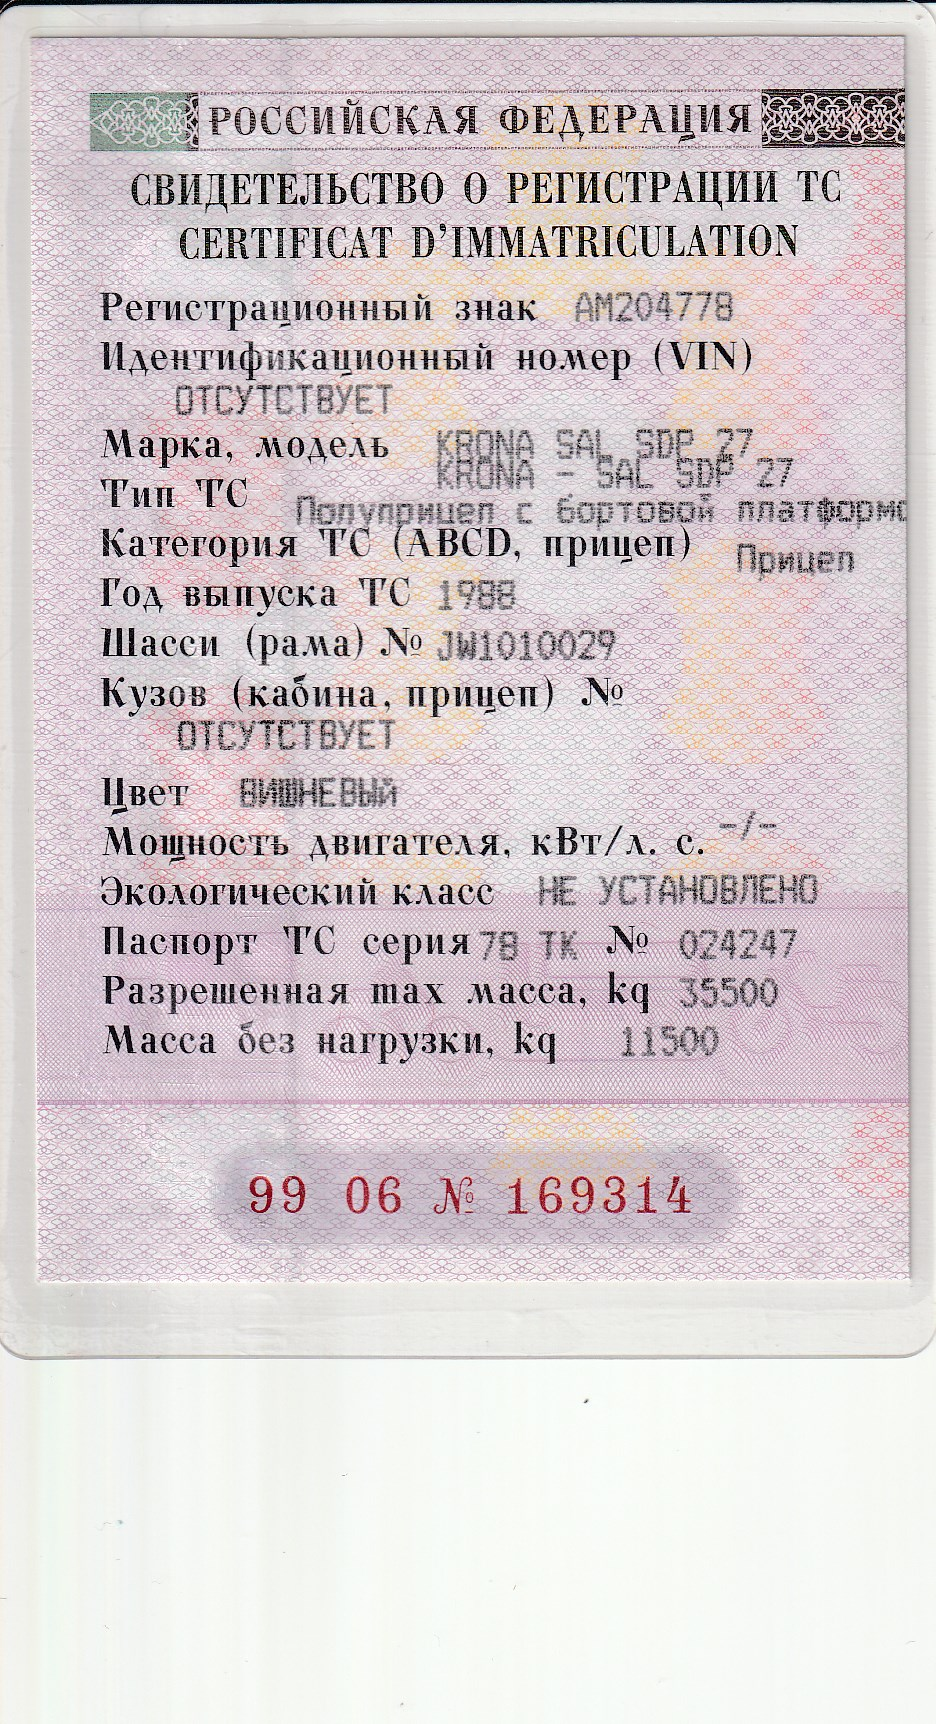 РОССИЙСКАЯ ФЕДЕРАЦИЯ
СВИДЕТЕЛЬСТВО О РЕГИСТРАЦИИ ТС
CERTIFICAT D'IMMATRICULATION
Регистрационный знак АМ204778
Идентификационный номер (VIN)
ОТСУТСТВУЕТ
Марка, модель KRONA SAL SDP 27
KRONA - SAL SDP 27
Тип ТС
Полуприцеп с бортовой платформо
Категория ТС (ABCD, прицеп) Прицеп
Год выпуска ТС 1988
Шасси (рама) № JW1010029
Кузов (кабина, прицеп) №
ОТСУТСТВУЕТ
Цвет ВИШНЕВЫЙ
Мощность двигателя, кВт/л. с. -/-
Экологический класс НЕ УСТАНОВЛЕНО
Паспорт ТС серия 78 ТК № 024247
Разрешенная max масса, kq 35500
Масса без нагрузки, kq 11500
99 06 № 169314